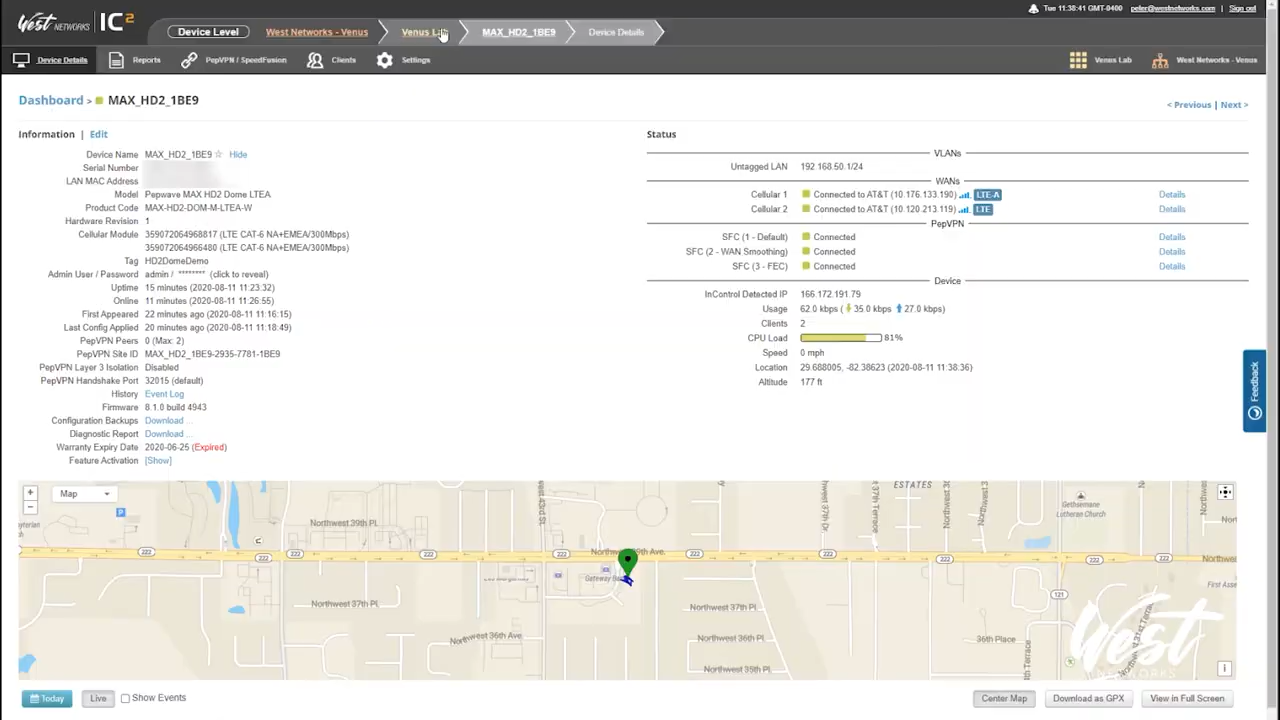 West NETWORKS IC2
Tue 11:38:41 GMT-0400 peter@westnetworks.com | Sign out
Device Level West Networks - Venus Venus Lab MAX_HD2_1BE9 Device Details
Device Details Reports PepVPN / SpeedFusion Clients Settings Venus Lab West Networks - Venus
Dashboard > MAX_HD2_1BE9
< Previous | Next >
Information | Edit
Device Name MAX_HD2_1BE9 ☆ Hide
Serial Number
LAN MAC Address
Model Pepwave MAX HD2 Dome LTEA
Product Code MAX-HD2-DOM-M-LTEA-W
Hardware Revision 1
Cellular Module 359072064968817 (LTE CAT-6 NA+EMEA/300Mbps)
359072064966480 (LTE CAT-6 NA+EMEA/300Mbps)
Tag HD2DomeDemo
Admin User / Password admin / ******** (click to reveal)
Uptime 15 minutes (2020-08-11 11:23:32)
Online 11 minutes (2020-08-11 11:26:55)
First Appeared 22 minutes ago (2020-08-11 11:16:15)
Last Config Applied 20 minutes ago (2020-08-11 11:18:49)
PepVPN Peers 0 (Max: 2)
PepVPN Site ID MAX_HD2_1BE9-2935-7781-1BE9
PepVPN Layer 3 Isolation Disabled
PepVPN Handshake Port 32015 (default)
History Event Log
Firmware 8.1.0 build 4943
Configuration Backups Download ...
Diagnostic Report Download ...
Warranty Expiry Date 2020-06-25 (Expired)
Feature Activation [Show]
Status
VLANs
Untagged LAN 192.168.50.1/24
WANs
Cellular 1 Connected to AT&T (10.176.133.190) LTE-A Details
Cellular 2 Connected to AT&T (10.120.213.119) LTE Details
PepVPN
SFC (1 - Default) Connected Details
SFC (2 - WAN Smoothing) Connected Details
SFC (3 - FEC) Connected Details
Device
InControl Detected IP 166.172.191.79
Usage 62.0 kbps ( 35.0 kbps 27.0 kbps)
Clients 2
CPU Load 81%
Speed 0 mph
Location 29.688005, -82.38623 (2020-08-11 11:38:36)
Altitude 177 ft
Feedback
+ Map
−
P
ESTATES
Gethsemane
Lutheran Church
Northwest 39th Pl.
222 222 222 222 222 222 222 222 222
Northwest 39th Ave.
Northwest 37th Pl.
Northwest 37th Pl.
Northwest 36th Ave.
Northwest 36th Pl.
36th Place
Northwest 35th Pl.
121
West NETWORKS
i
Today Live Show Events Center Map Download as GPX View in Full Screen